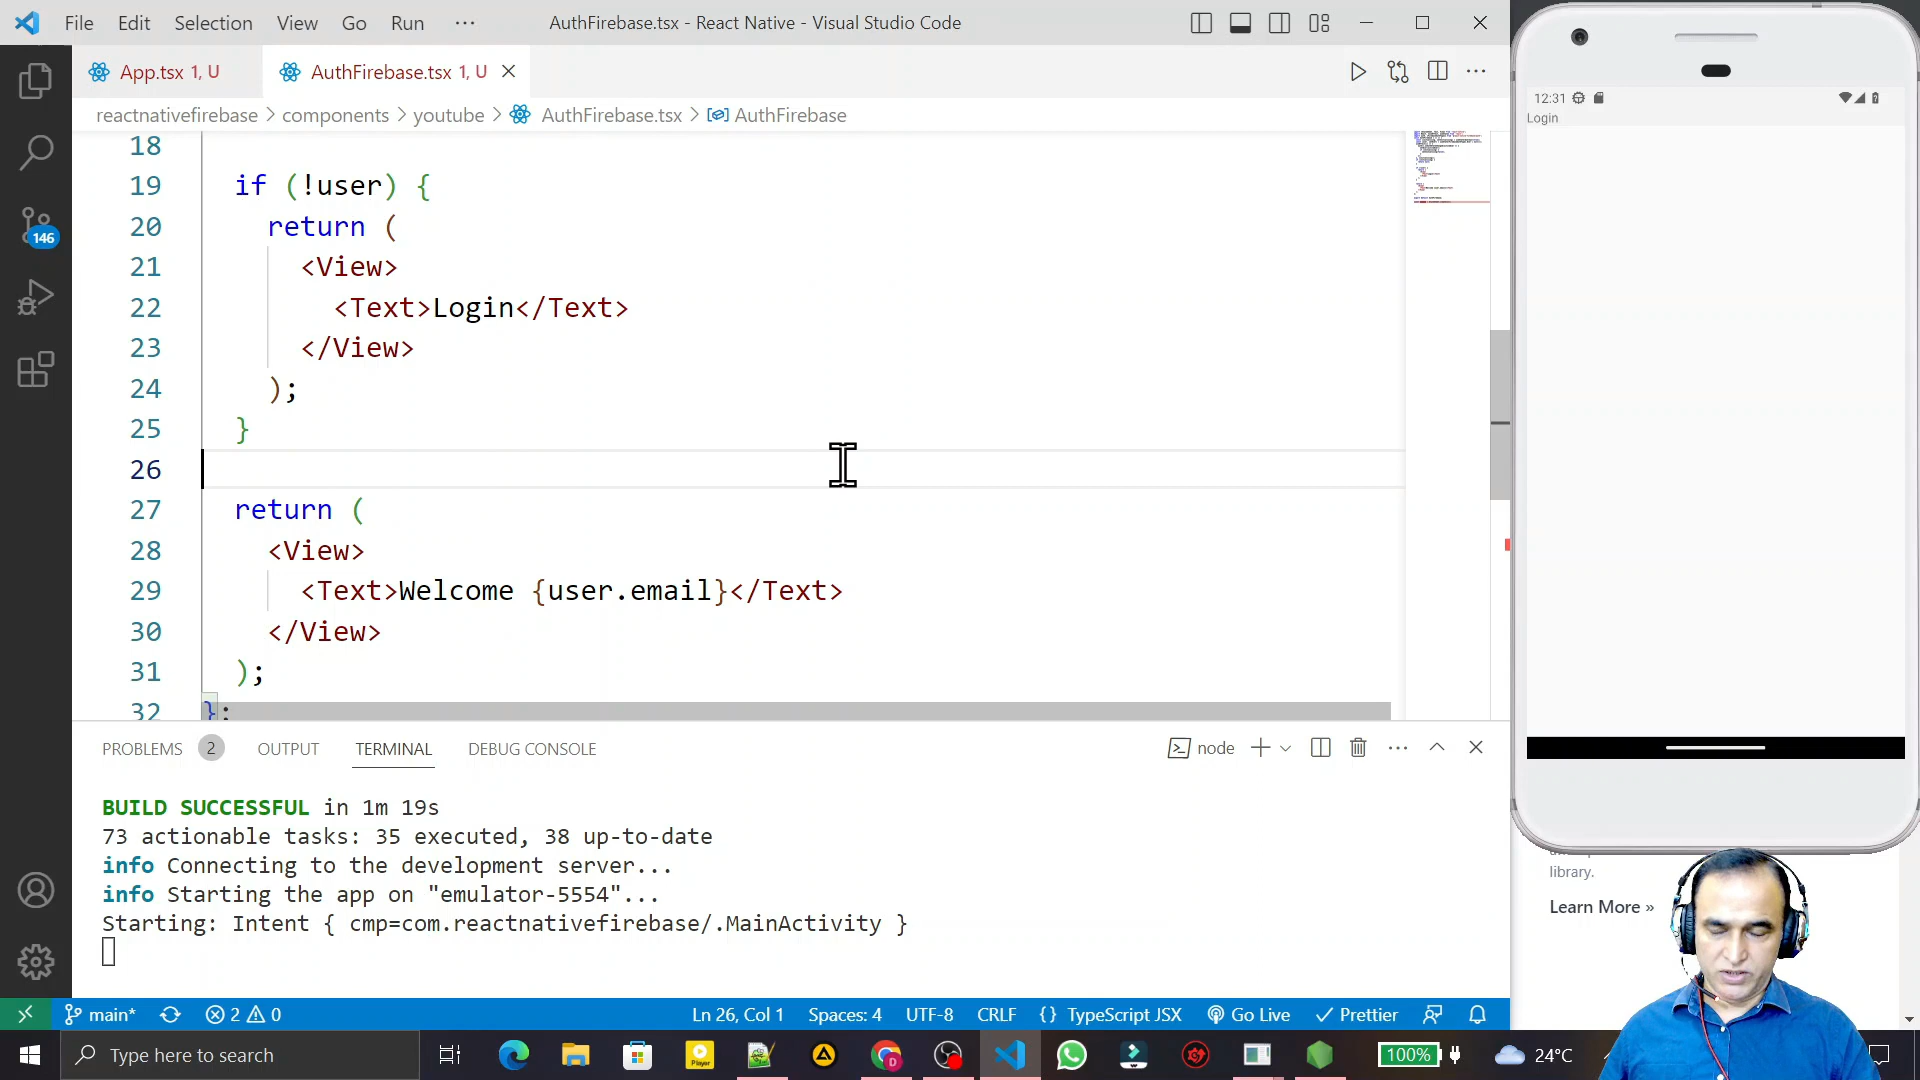 File Edit Selection View Go Run ··· AuthFirebase.tsx - React Native - Visual Studio Code
App.tsx 1, U AuthFirebase.tsx 1, U
reactnativefirebase > components > youtube > AuthFirebase.tsx > AuthFirebase
18
19 if (!user) {
20 return (
21 <View>
22 <Text>Login</Text>
23 </View>
24 );
25 }
26
27 return (
28 <View>
29 <Text>Welcome {user.email}</Text>
30 </View>
31 );
32 };
146
PROBLEMS 2 OUTPUT TERMINAL DEBUG CONSOLE node
BUILD SUCCESSFUL in 1m 19s
73 actionable tasks: 35 executed, 38 up-to-date
info Connecting to the development server...
info Starting the app on "emulator-5554"...
Starting: Intent { cmp=com.reactnativefirebase/.MainActivity }
main* 2 0 Ln 26, Col 1 Spaces: 4 UTF-8 CRLF {} TypeScript JSX Go Live Prettier
Type here to search 100% 24°C
12:31
Login
library.
Learn More »